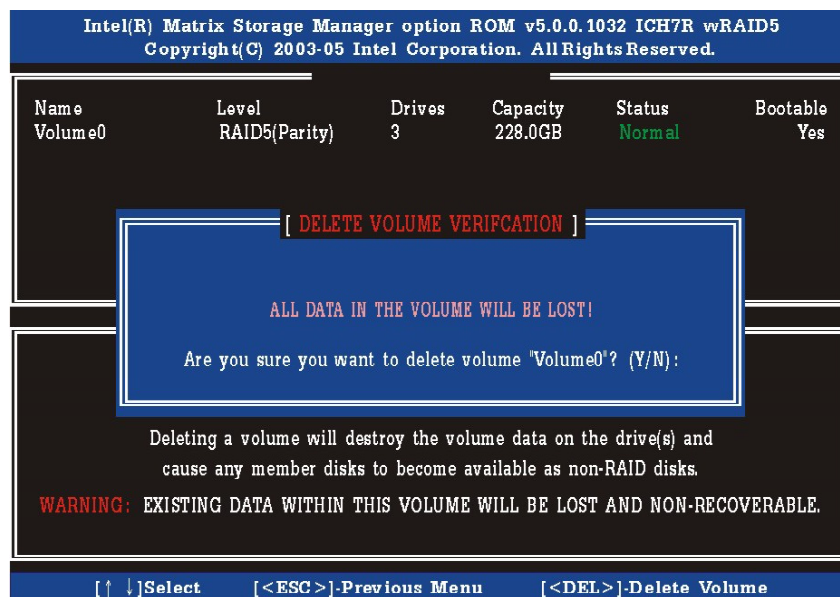 Intel(R) Matrix Storage Manager option ROM v5.0.0.1032 ICH7R wRAID5
Copyright(C) 2003-05 Intel Corporation. All Rights Reserved.
Name Level Drives Capacity Status Bootable
Volume0 RAID5(Parity) 3 228.0GB Normal Yes
[ DELETE VOLUME VERIFCATION ]
ALL DATA IN THE VOLUME WILL BE LOST!
Are you sure you want to delete volume "Volume0"? (Y/N):
Deleting a volume will destroy the volume data on the drive(s) and
cause any member disks to become available as non-RAID disks.
WARNING: EXISTING DATA WITHIN THIS VOLUME WILL BE LOST AND NON-RECOVERABLE.
[↑ ↓]Select [<ESC>]-Previous Menu [<DEL>]-Delete Volume